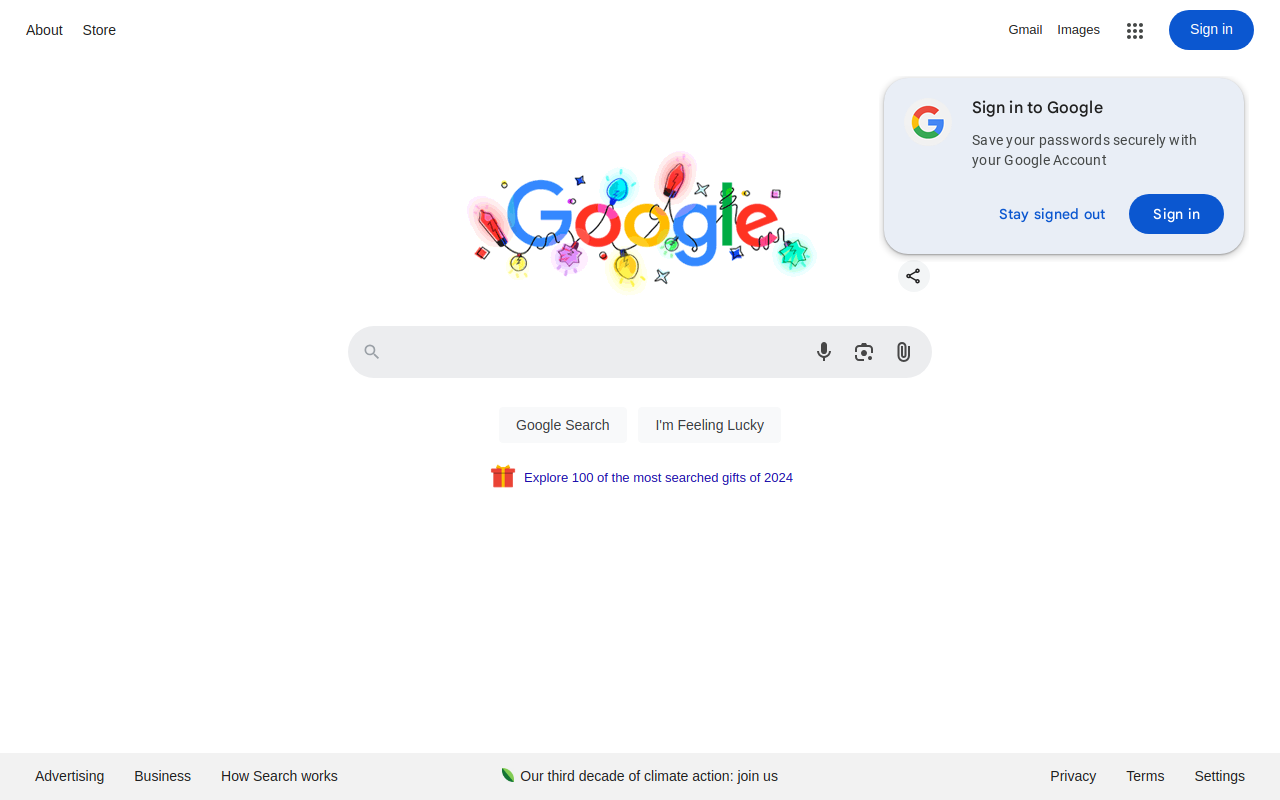 About
Store
Gmail
Images
Sign in
Sign in to Google
Save your passwords securely with
your Google Account
Stay signed out
Sign in
Google
Google Search
I'm Feeling Lucky
Explore 100 of the most searched gifts of 2024
Advertising
Business
How Search works
Our third decade of climate action: join us
Privacy
Terms
Settings